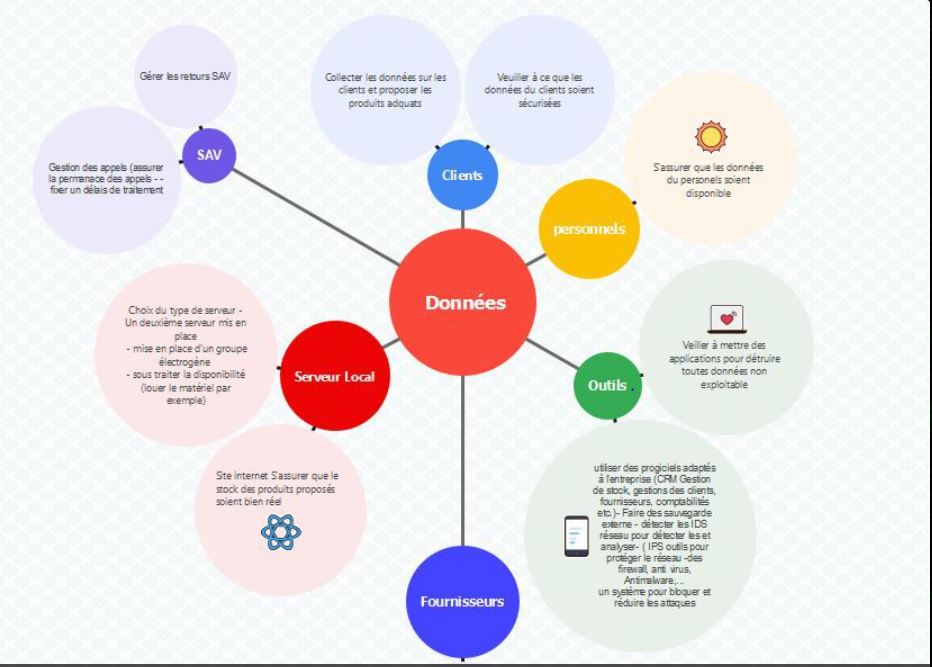 Gérer les retours SAV
Gestion des appels (assurer
la permanace des appels - -
fixer un délais de traitement
SAV
Collecter les données sur les
clients et proposer les
produits adquats
Veuiller à ce que les
données du clients soient
sécurisées
Clients
S'assurer que les données
du personels soient
disponible
personnels
Données
Choix du type de serveur -
Un deuxième serveur mis en
place
- mise en place d'un groupe
électrogène
- sous traiter la disponibilité
(louer le matériel par
exemple)
Serveur Local
Site internet S'assurer que le
stock des produits proposés
soient bien réel
Veiller à mettre des
applications pour détruire
toutes données non
exploitable
Outils .
utiliser des progiciels adaptés
à l'entreprise (CRM Gestion
de stock, gestions des clients,
fournisseurs, comptabilités
etc.)- Faire des sauvegarde
externe - détecter les IDS
réseau pour détecter les et
analyser- ( IPS outils pour
protéger le réseau -des
firewall, anti virus,
Antimalware,...
un système pour bloquer et
réduire les attaques
Fournisseurs